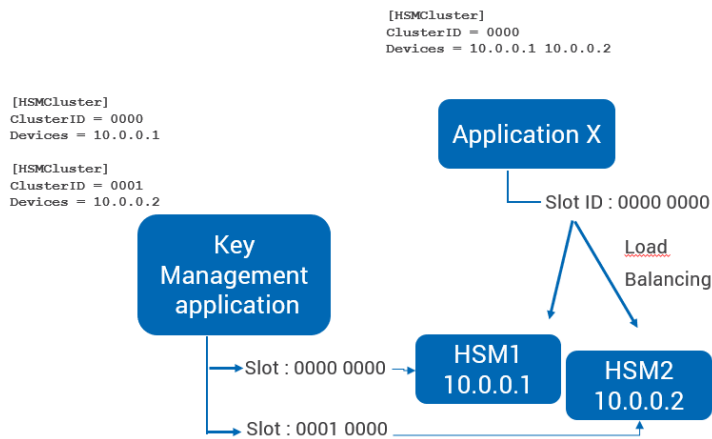 [HSMCluster]
ClusterID = 0000
Devices = 10.0.0.1 10.0.0.2
[HSMCluster]
ClusterID = 0000
Devices = 10.0.0.1
[HSMCluster]
ClusterID = 0001
Devices = 10.0.0.2
Application X
Slot ID : 0000 0000
Key
Management
application
Load
Balancing
HSM1
10.0.0.1
HSM2
10.0.0.2
Slot : 0000 0000
Slot : 0001 0000